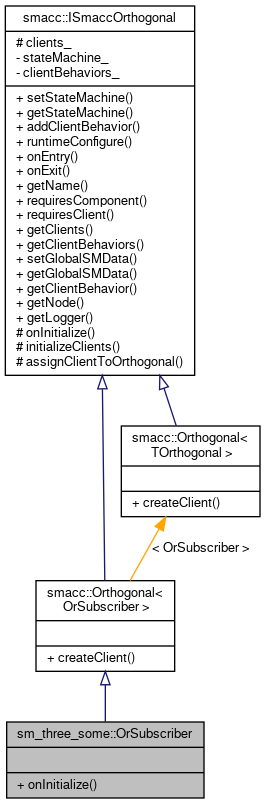 smacc::ISmaccOrthogonal
# clients_
- stateMachine_
- clientBehaviors_
+ setStateMachine()
+ getStateMachine()
+ addClientBehavior()
+ runtimeConfigure()
+ onEntry()
+ onExit()
+ getName()
+ requiresComponent()
+ requiresClient()
+ getClients()
+ getClientBehaviors()
+ setGlobalSMData()
+ getGlobalSMData()
+ getClientBehavior()
+ getNode()
+ getLogger()
# onInitialize()
# initializeClients()
# assignClientToOrthogonal()
smacc::Orthogonal<
TOrthogonal >
+ createClient()
< OrSubscriber >
smacc::Orthogonal<
OrSubscriber >
+ createClient()
sm_three_some::OrSubscriber
+ onInitialize()